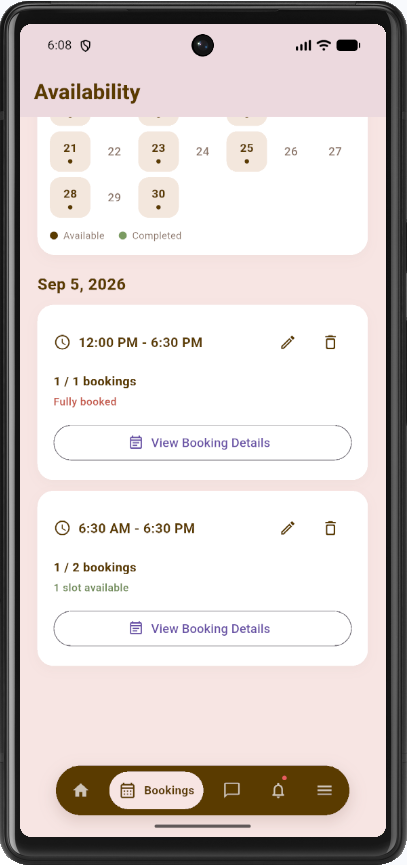 6:08
Availability
21 22 23 24 25 26 27
28 29 30
Available Completed
Sep 5, 2026
12:00 PM - 6:30 PM
1 / 1 bookings
Fully booked
View Booking Details
6:30 AM - 6:30 PM
1 / 2 bookings
1 slot available
View Booking Details
Bookings